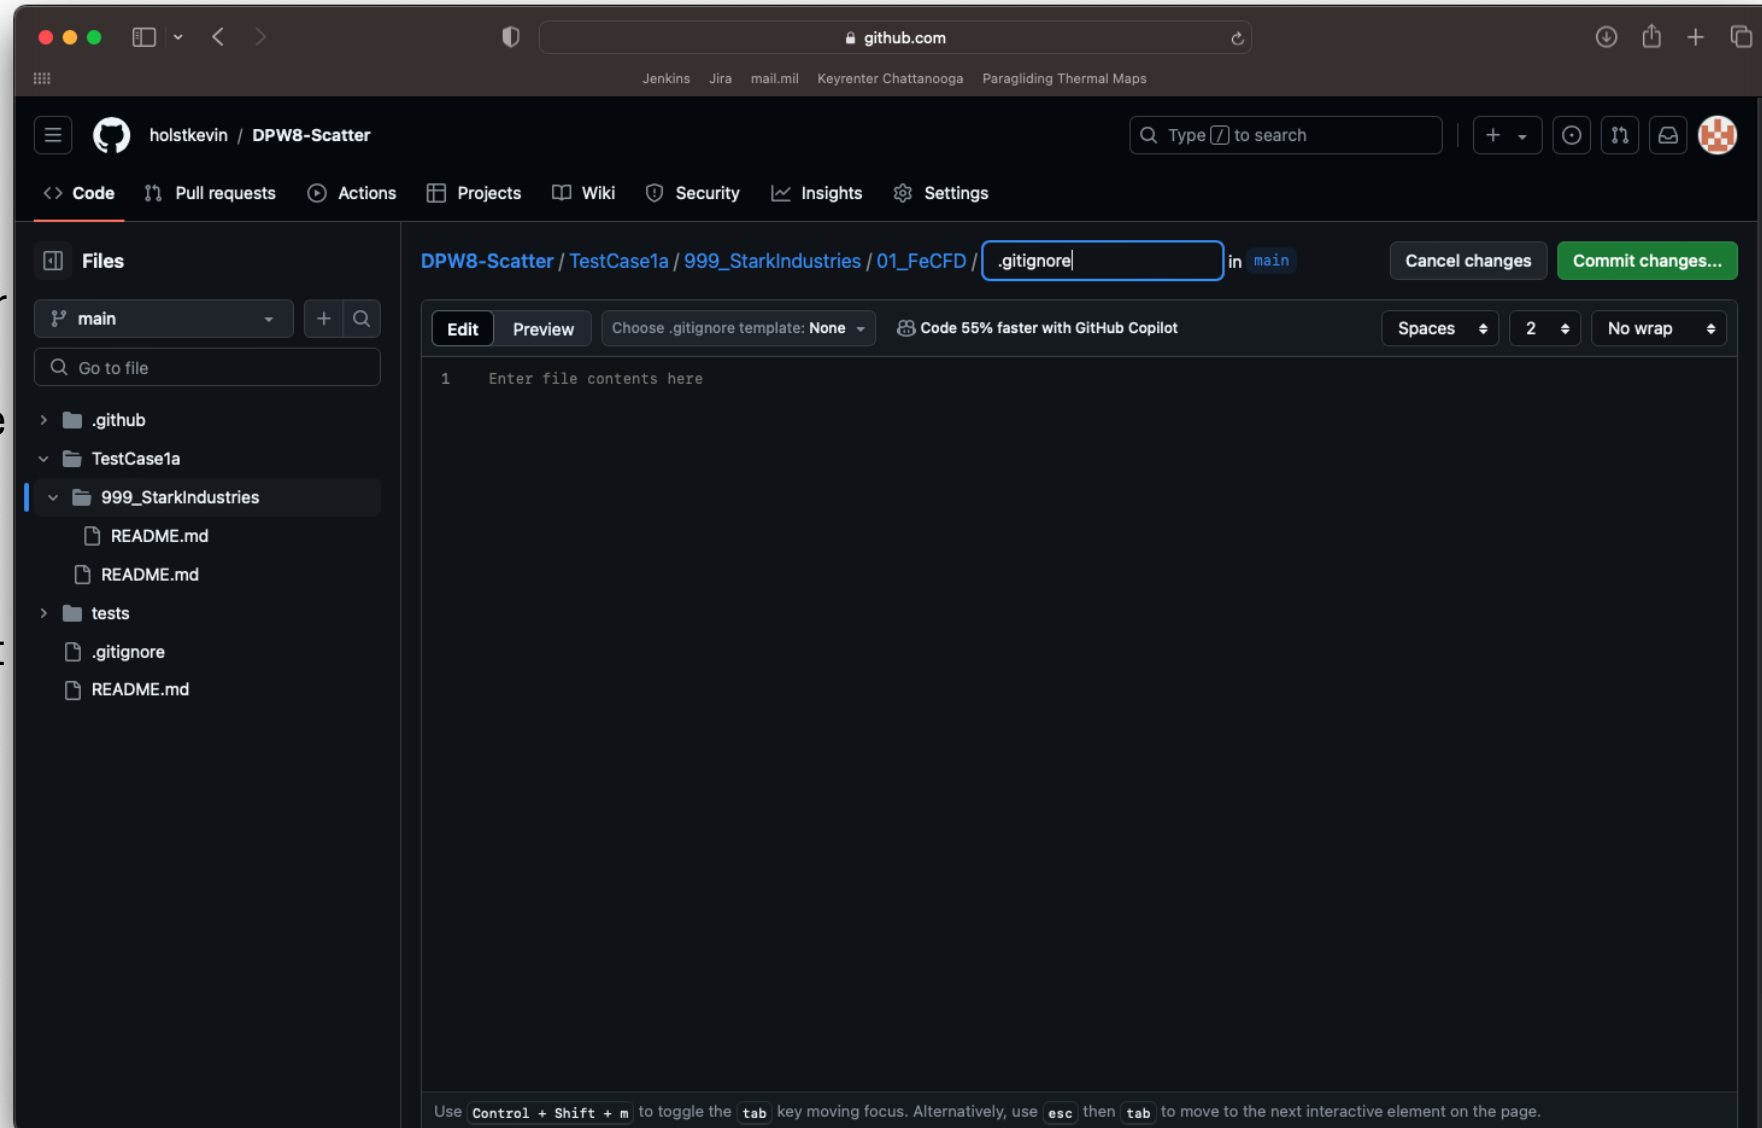 github.com
Jenkins Jira mail.mil Keyrenter Chattanooga Paragliding Thermal Maps
holstkevin / DPW8-Scatter
Type / to search
Code Pull requests Actions Projects Wiki Security Insights Settings
Files
DPW8-Scatter / TestCase1a / 999_StarkIndustries / 01_FeCFD / .gitignore in main
Cancel changes Commit changes...
main
Edit Preview Choose .gitignore template: None Code 55% faster with GitHub Copilot Spaces 2 No wrap
Go to file
1 Enter file contents here
.github
TestCase1a
999_StarkIndustries
README.md
README.md
tests
.gitignore
README.md
Use Control + Shift + m to toggle the tab key moving focus. Alternatively, use esc then tab to move to the next interactive element on the page.